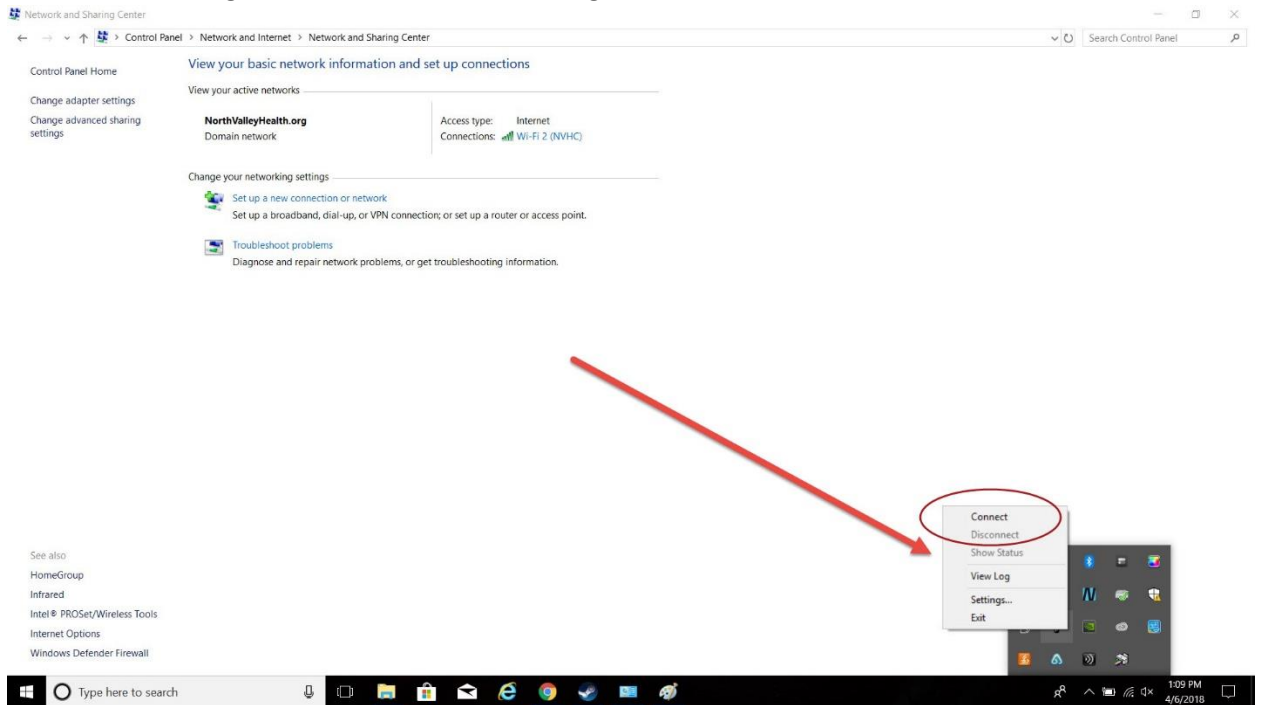 Network and Sharing Center
Control Panel > Network and Internet > Network and Sharing Center
Search Control Panel
Control Panel Home
Change adapter settings
Change advanced sharing
settings
View your basic network information and set up connections
View your active networks
NorthValleyHealth.org
Domain network
Access type: Internet
Connections: Wi-Fi 2 (NVHC)
Change your networking settings
Set up a new connection or network
Set up a broadband, dial-up, or VPN connection; or set up a router or access point.
Troubleshoot problems
Diagnose and repair network problems, or get troubleshooting information.
Connect
Disconnect
Show Status
View Log
Settings...
Exit
See also
HomeGroup
Infrared
Intel® PROSet/Wireless Tools
Internet Options
Windows Defender Firewall
Type here to search
1:09 PM
4/6/2018